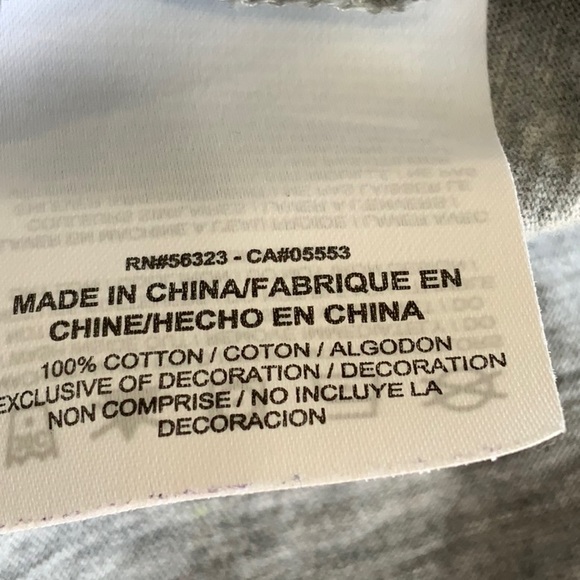 RN#56323 - CA#05553
MADE IN CHINA/FABRIQUE EN
CHINE/HECHO EN CHINA
100% COTTON / COTON / ALGODON
EXCLUSIVE OF DECORATION / DECORATION
NON COMPRISE / NO INCLUYE LA
DECORACION